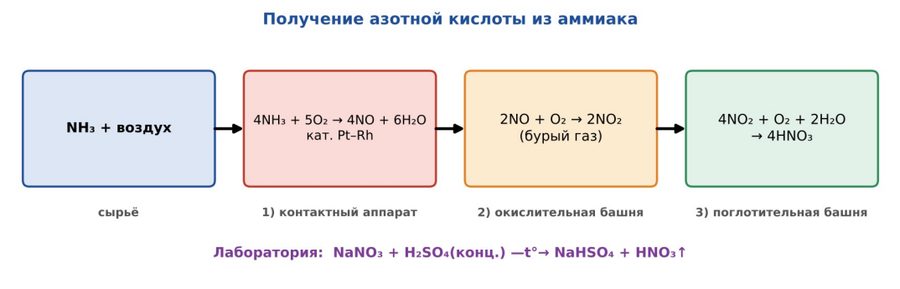 Получение азотной кислоты из аммиака
NH₃ + воздух
4NH₃ + 5O₂ → 4NO + 6H₂O
кат. Pt–Rh
2NO + O₂ → 2NO₂
(бурый газ)
4NO₂ + O₂ + 2H₂O
→ 4HNO₃
сырьё
1) контактный аппарат
2) окислительная башня
3) поглотительная башня
Лаборатория: NaNO₃ + H₂SO₄(конц.) —t°→ NaHSO₄ + HNO₃↑